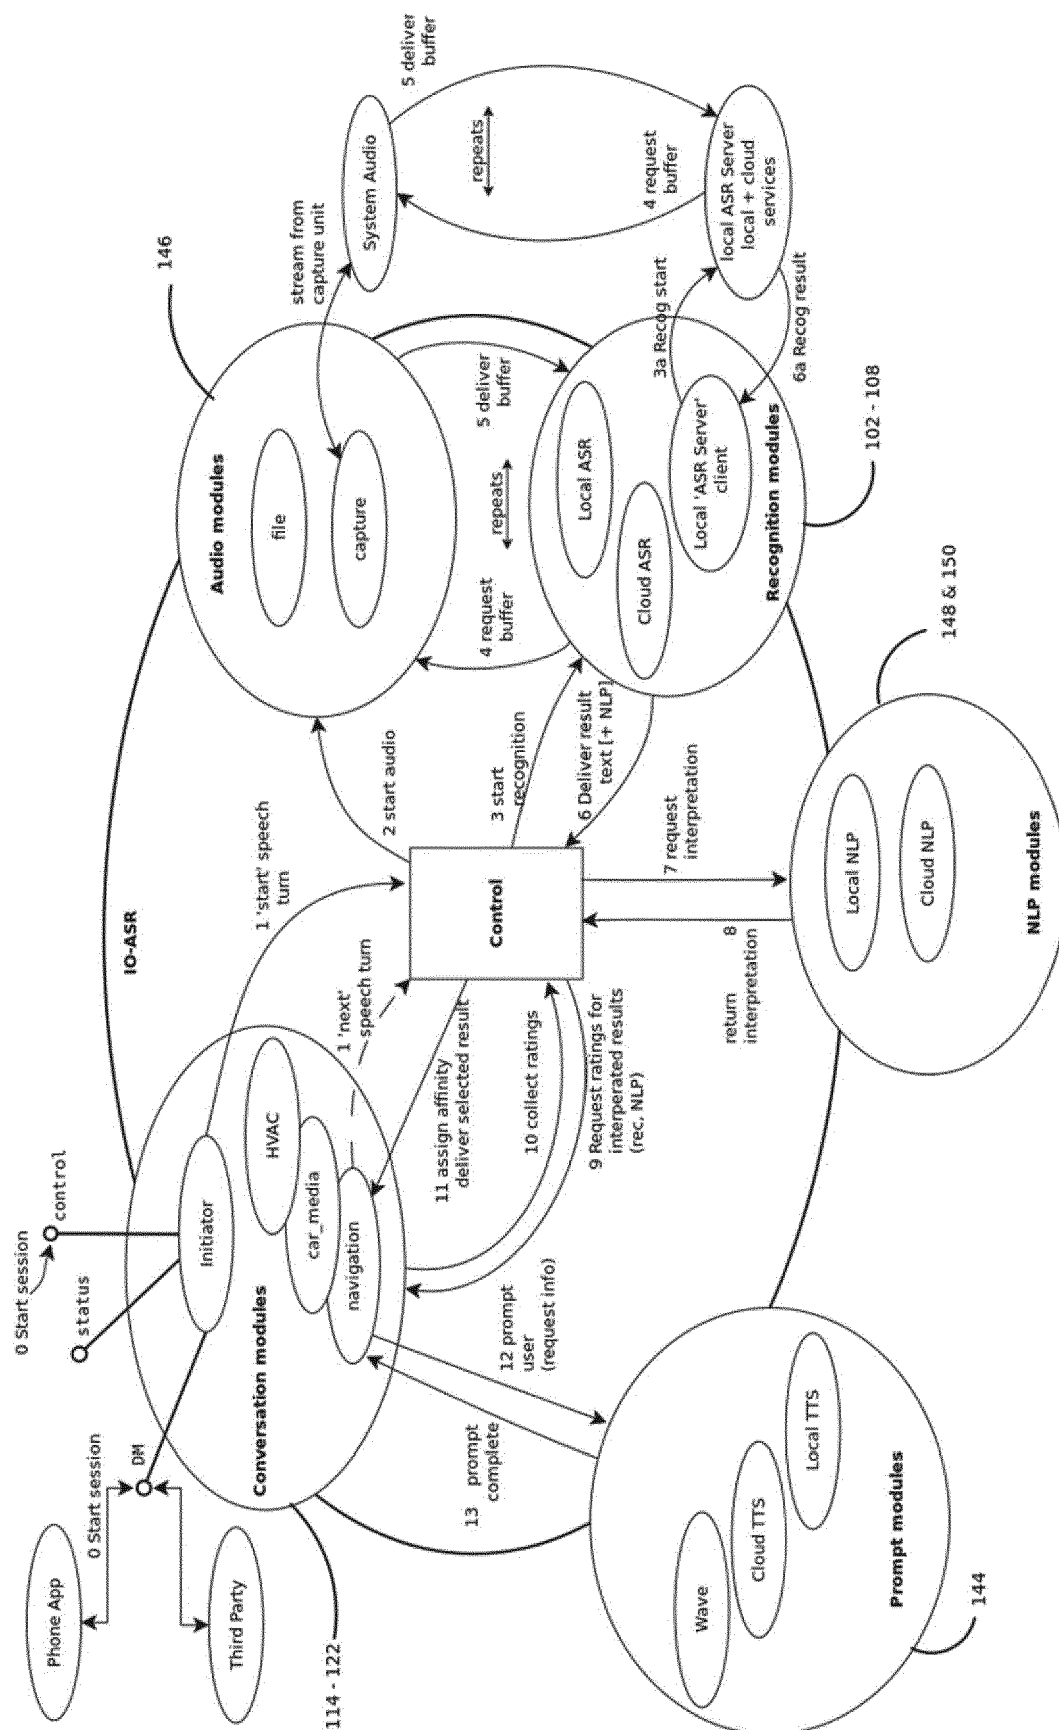 Phone App
Third Party
0 Start session
DM
0 Start session
status
control
114 - 122
Conversation modules
Initiator
HVAC
car_media
navigation
IO-ASR
1 'start' speech
turn
1 'next'
speech turn
Control
2 start audio
3 start
recognition
6 Deliver result
text [+ NLP]
146
Audio modules
file
capture
stream from
capture unit
System Audio
5 deliver
buffer
repeats
4 request
buffer
local ASR Server
local + cloud
services
4 request
buffer
repeats
5 deliver
buffer
3a Recog start
6a Recog result
Local ASR
Cloud ASR
Local 'ASR Server'
client
Recognition modules
102 - 108
7 request
interpretation
8
return
interpretation
148 & 150
Local NLP
Cloud NLP
NLP modules
11 assign affinity
deliver selected result
10 collect ratings
9 Request ratings for
interperated results
(rec. NLP)
12 prompt
user
(request info)
13 prompt
complete
Wave
Cloud TTS
Local TTS
Prompt modules
144